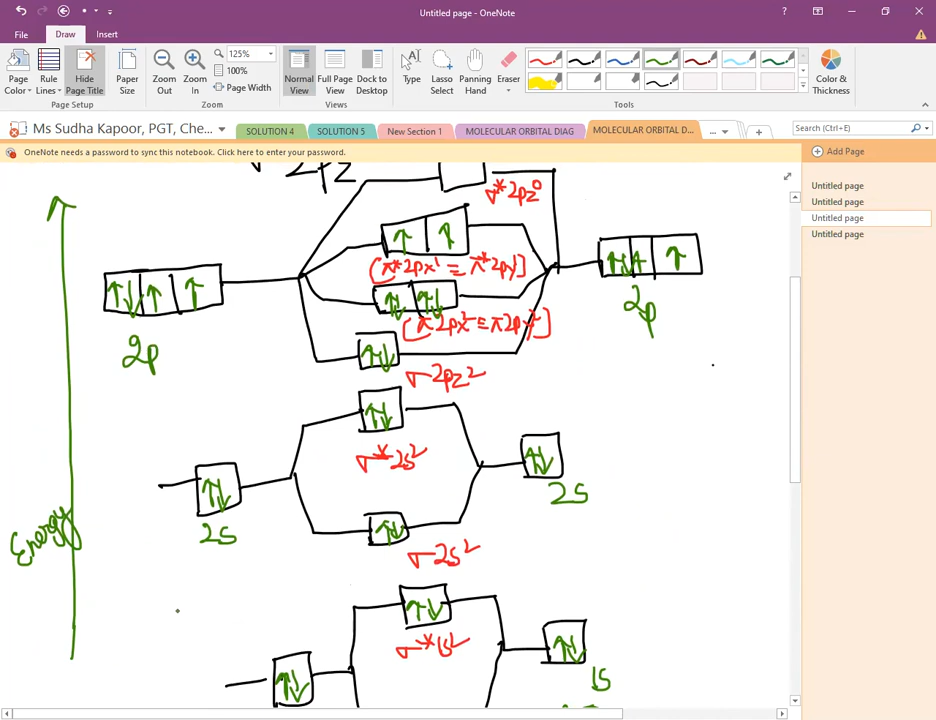 Untitled page - OneNote
File Draw Insert
Page Color
Rule Lines
Hide Page Title
Paper Size
Zoom Out
Zoom In
125%
100%
Page Width
Normal View
Full Page View
Dock to Desktop
Type
Lasso Select
Panning Hand
Eraser
Color & Thickness
Page Setup Zoom Views Tools
Ms Sudha Kapoor, PGT, Che... SOLUTION 4 SOLUTION 5 New Section 1 MOLECULAR ORBITAL DIAG MOLECULAR ORBITAL D... ... Search (Ctrl+E)
OneNote needs a password to sync this notebook. Click here to enter your password.
Add Page
Untitled page
Untitled page
Untitled page
Untitled page
σ 2pz
σ*2pz⁰
(π*2px¹ = π*2py¹)
2p
(π2px² = π2py²)
2p
σ2pz²
σ*2s²
2s
2s
σ2s²
Energy
σ*1s²
1s